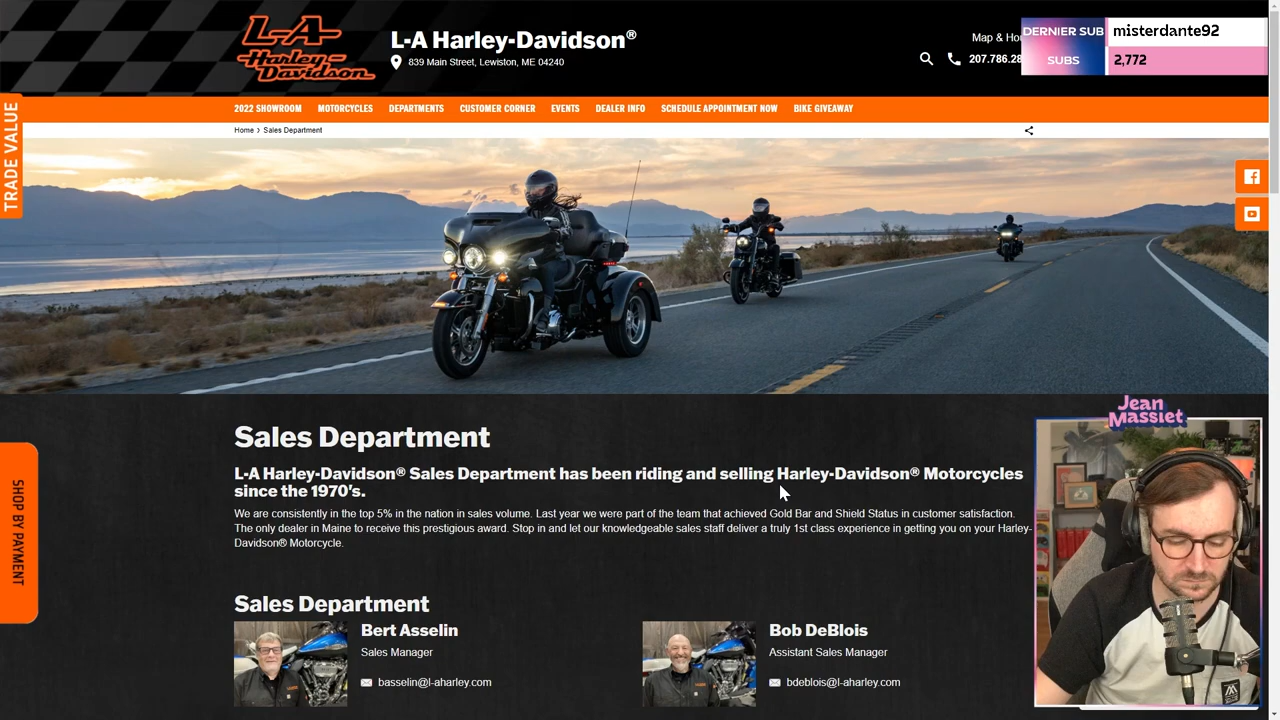 L-A
Harley-
Davidson
L-A Harley-Davidson®
839 Main Street, Lewiston, ME 04240
Map & Hou
207.786.28
DERNIER SUB
misterdante92
SUBS
2,772
2022 SHOWROOM
MOTORCYCLES
DEPARTMENTS
CUSTOMER CORNER
EVENTS
DEALER INFO
SCHEDULE APPOINTMENT NOW
BIKE GIVEAWAY
TRADE VALUE
Home › Sales Department
Sales Department
Jean
Massiet
L-A Harley-Davidson® Sales Department has been riding and selling Harley-Davidson® Motorcycles
since the 1970's.
We are consistently in the top 5% in the nation in sales volume. Last year we were part of the team that achieved Gold Bar and Shield Status in customer satisfaction.
The only dealer in Maine to receive this prestigious award. Stop in and let our knowledgeable sales staff deliver a truly 1st class experience in getting you on your Harley-
Davidson® Motorcycle.
SHOP BY PAYMENT
Sales Department
Bert Asselin
Sales Manager
basselin@l-aharley.com
Bob DeBlois
Assistant Sales Manager
bdeblois@l-aharley.com